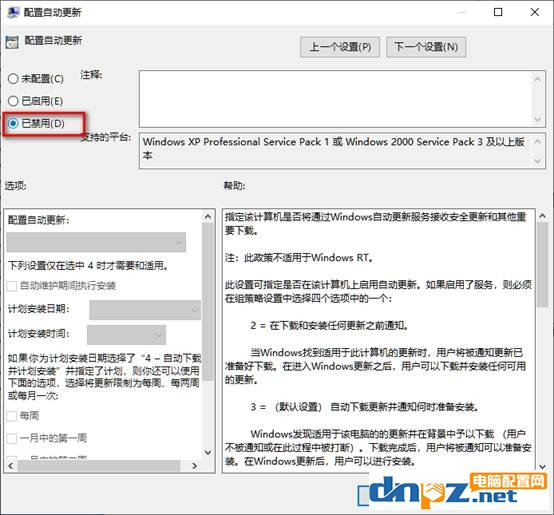 配置自动更新
配置自动更新
上一个设置(P)
下一个设置(N)
未配置(C)
已启用(E)
已禁用(D)
注释:
支持的平台:
Windows XP Professional Service Pack 1 或 Windows 2000 Service Pack 3 及以上版
本
选项:
帮助:
配置自动更新:
下列设置仅在选中 4 时才需要和适用。
自动维护期间执行安装
计划安装日期:
计划安装时间:
如果你为计划安装日期选择了“4 – 自动下载
并计划安装”并指定了计划，则你还可以使用
下面的选项，选择将更新限制为每周、每两周
或每月一次:
每周
一月中的第一周
一月中的第二周
指定该计算机是否将通过Windows自动更新服务接收安全更新和其他重
要下载。
注：此政策不适用于Windows RT。
此设置可指定是否在该计算机上启用自动更新。如果启用了服务，则必须
在组策略设置中选择四个选项中的一个：
2 = 在下载和安装任何更新之前通知。
当Windows找到适用于此计算机的更新时，用户将被通知更新已
准备好下载。在进入Windows更新之后，用户可以下载并安装任何可用
的更新。
3 = （默认设置） 自动下载更新并通知何时准备安装。
Windows发现适用于该电脑的的更新并在背景中予以下载 （用户
不被通知或在此过程中被打断）。下载完成后，用户将被通知可以准备安
装。在Windows更新后，用户可以进行安装。
电脑配置网
dnpz.net